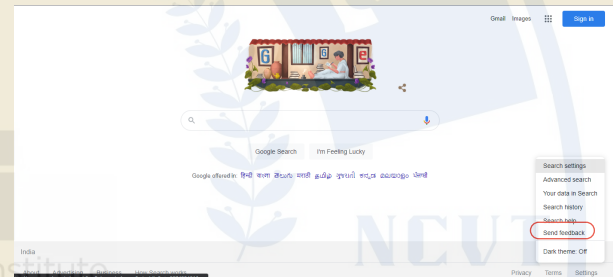 Gmail Images Sign in
G G e
Google Search I'm Feeling Lucky
Google offered in: हिन्दी বাংলা తెలుగు मराठी தமிழ் ગુજરાતી ಕನ್ನಡ മലയാളം ਪੰਜਾਬੀ
Search settings
Advanced search
Your data in Search
Search history
Search help
Send feedback
Dark theme: Off
India
About Advertising Business How Search works
Privacy Terms Settings
NCVT